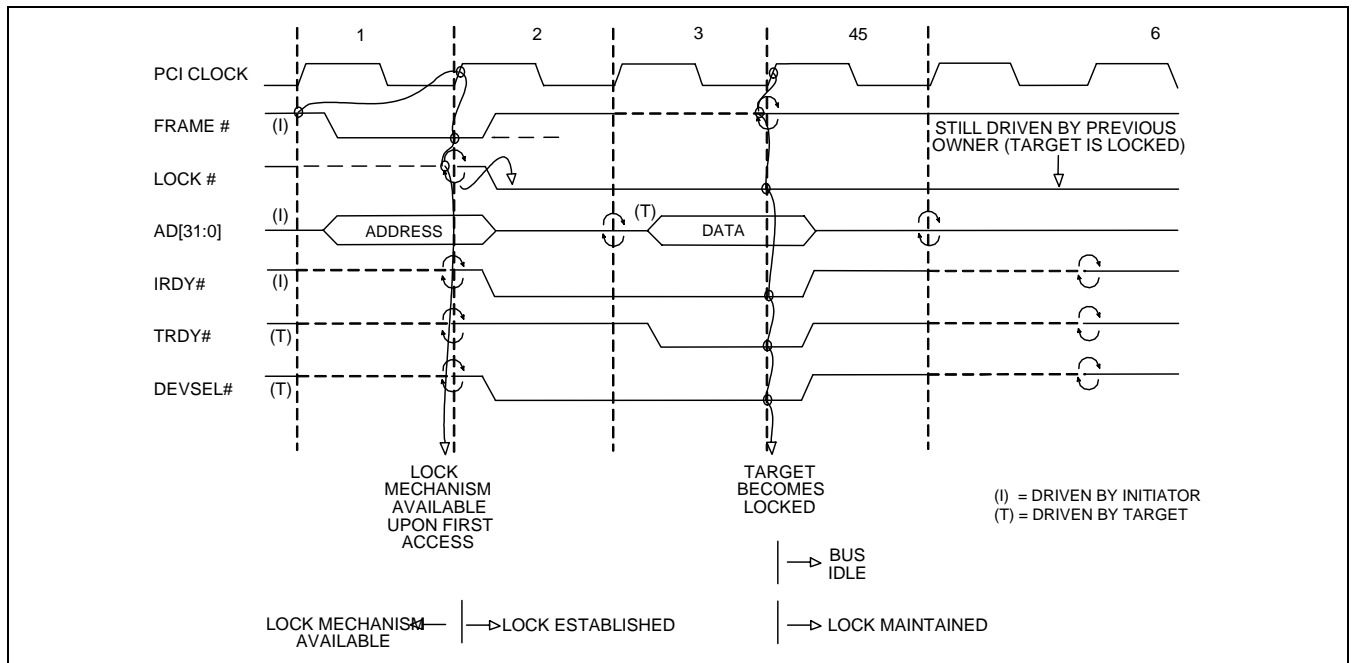 1 2 3 45 6
PCI CLOCK
FRAME # (I)
STILL DRIVEN BY PREVIOUS
OWNER (TARGET IS LOCKED)
LOCK #
AD[31:0] (I) ADDRESS (T) DATA
IRDY# (I)
TRDY# (T)
DEVSEL# (T)
LOCK
MECHANISM
AVAILABLE
UPON FIRST
ACCESS
TARGET
BECOMES
LOCKED
(I) = DRIVEN BY INITIATOR
(T) = DRIVEN BY TARGET
BUS
IDLE
LOCK MECHANISM
AVAILABLE
LOCK ESTABLISHED
LOCK MAINTAINED